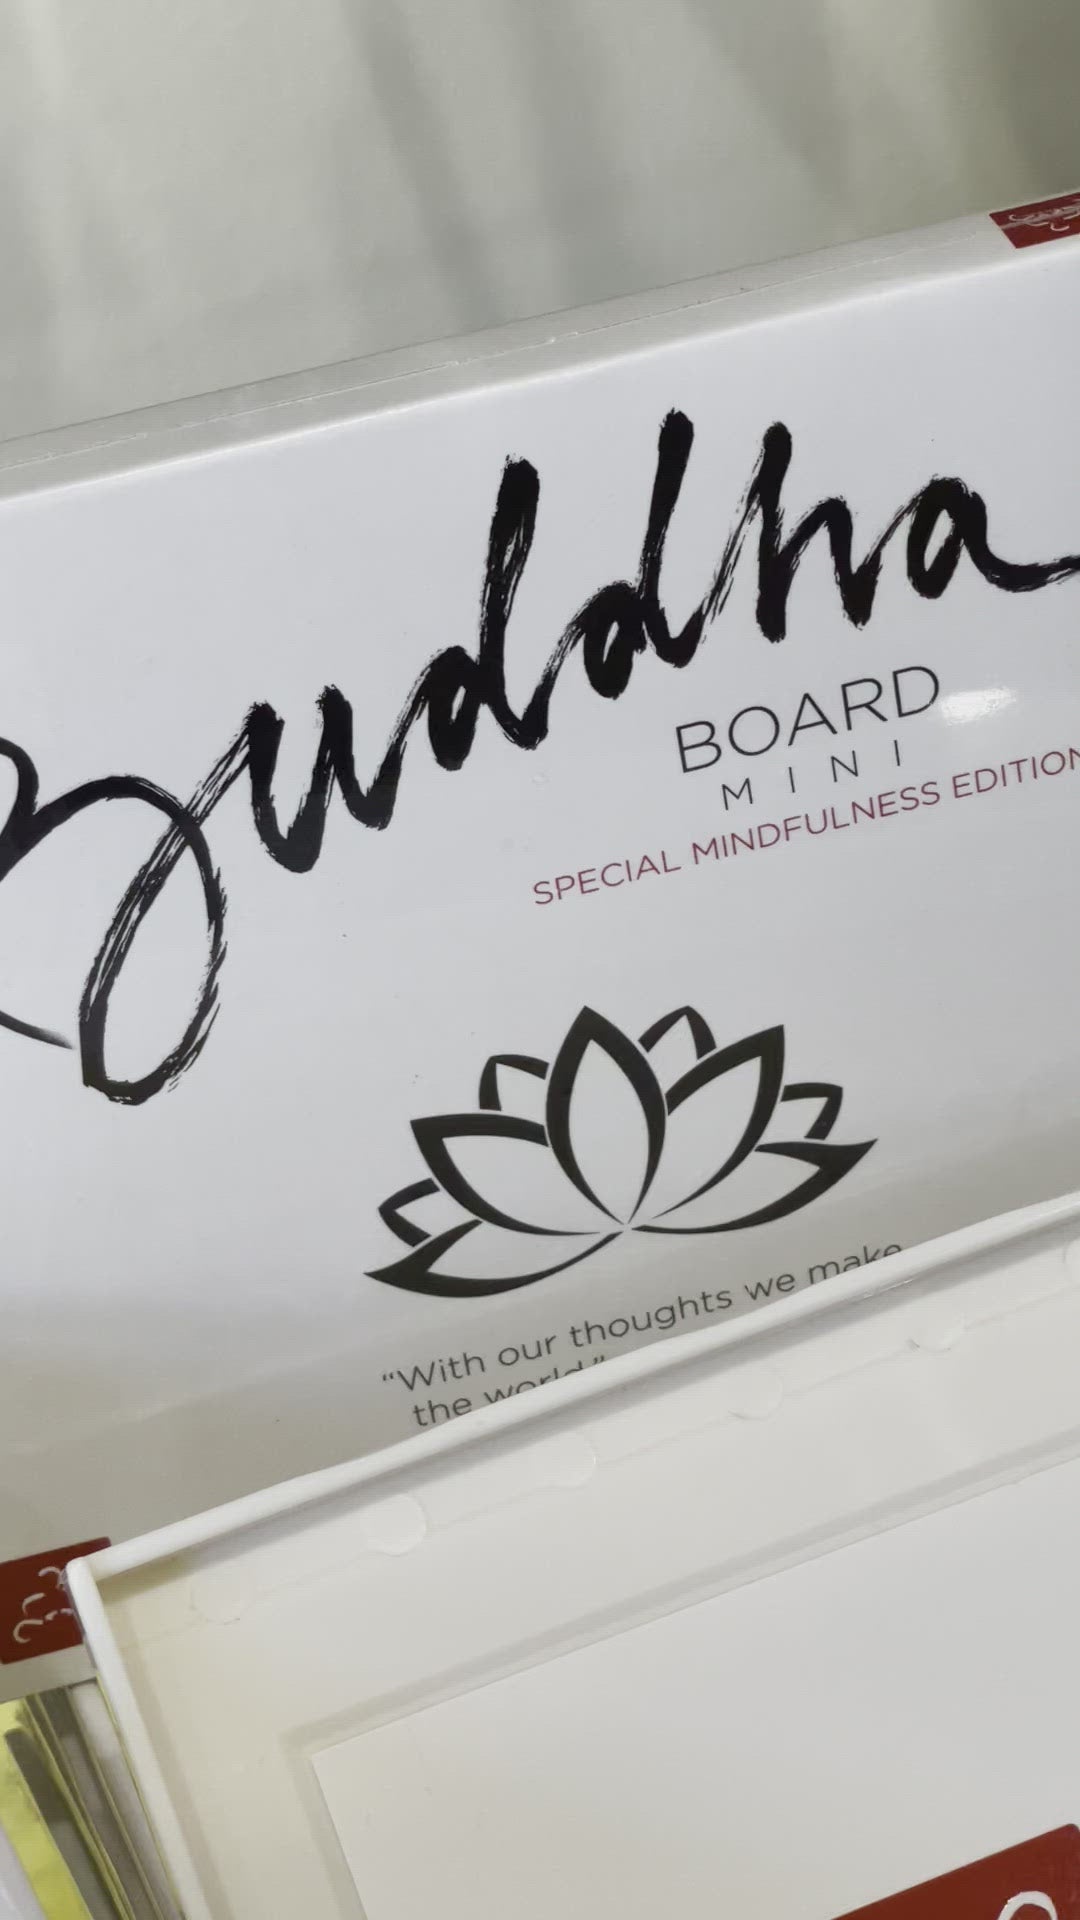 Buddha
BOARD
MINI
SPECIAL MINDFULNESS EDITION
"With our thoughts we make
the world."